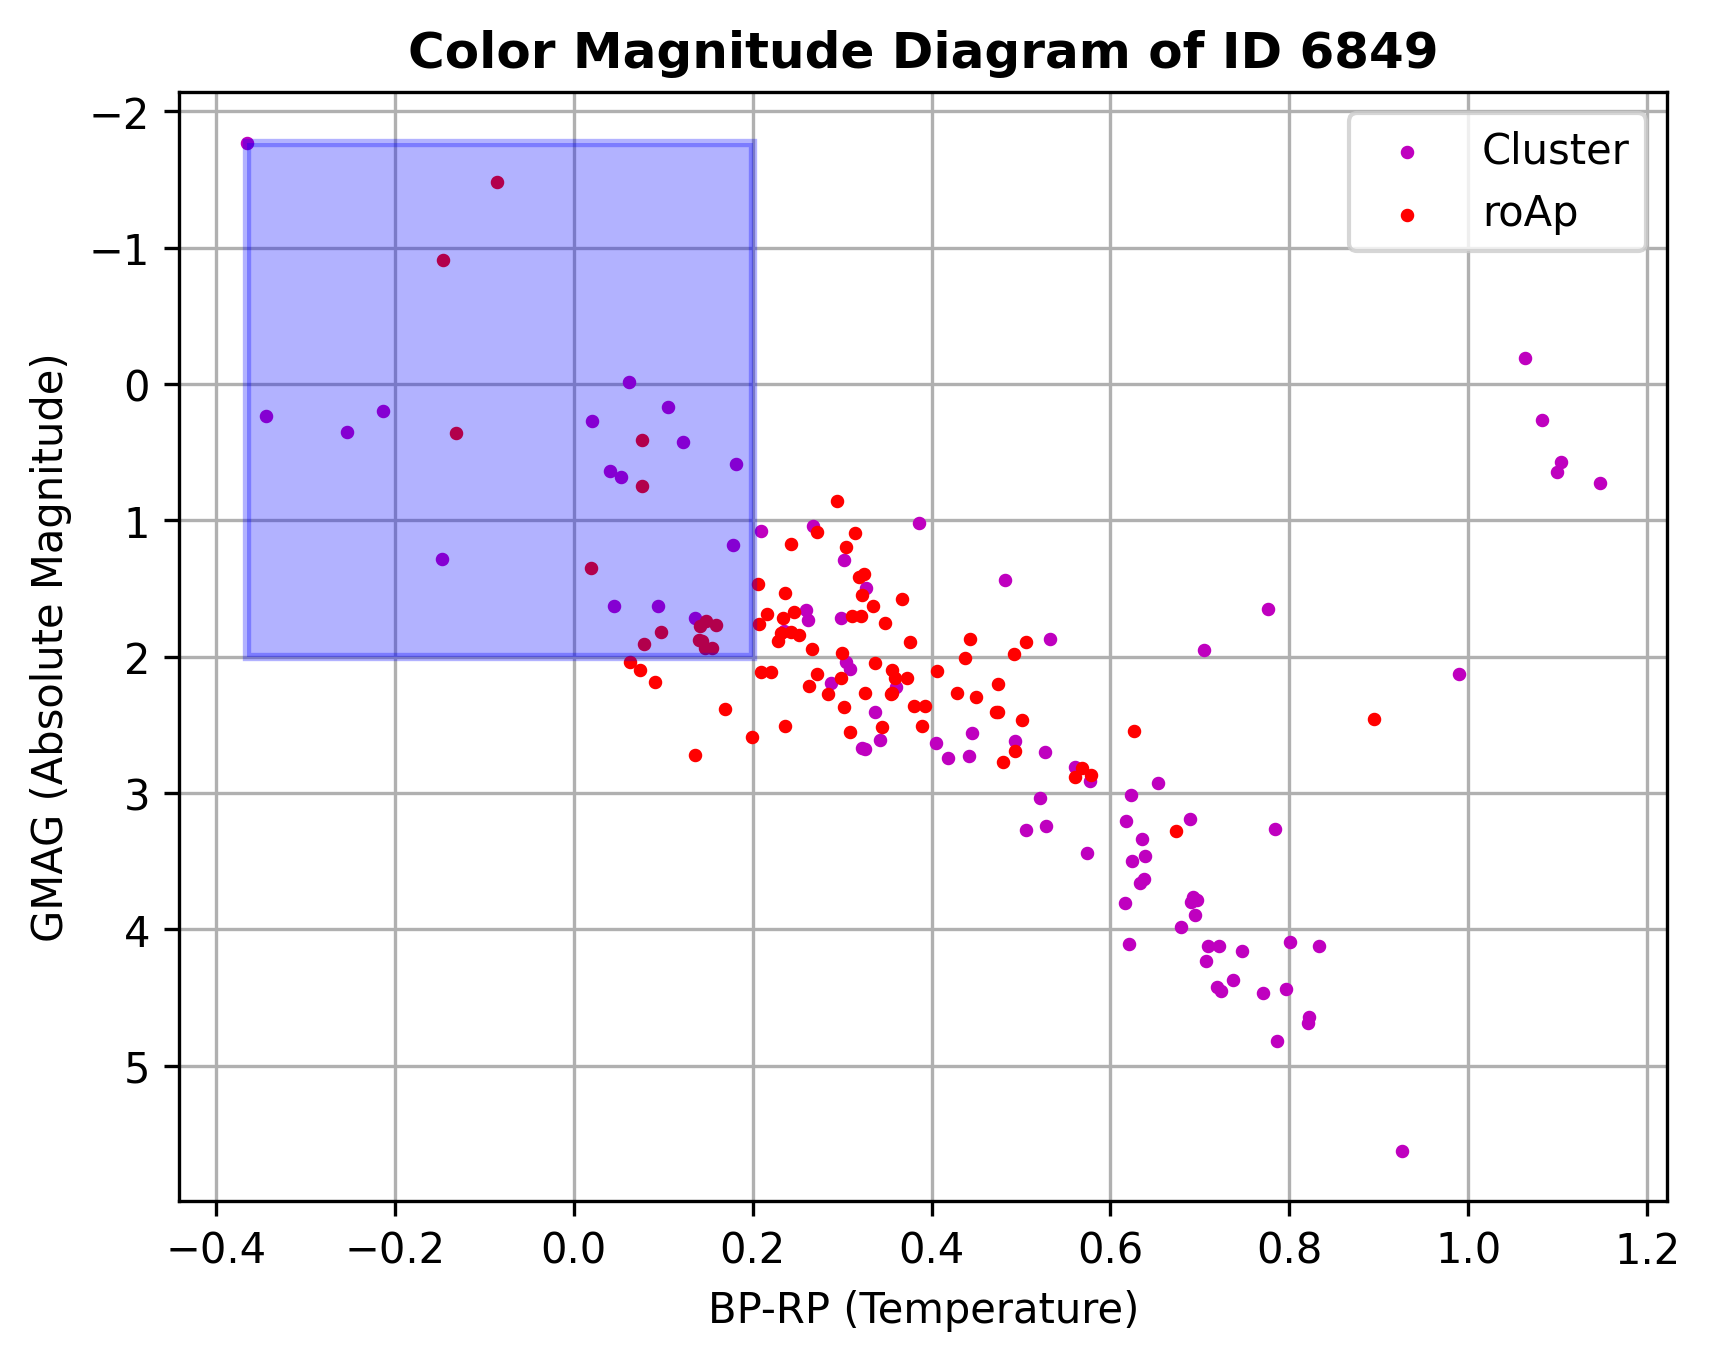 Color Magnitude Diagram of ID 6849
Cluster
roAp
GMAG (Absolute Magnitude)
−2
−1
0
1
2
3
4
5
−0.4 −0.2 0.0 0.2 0.4 0.6 0.8 1.0 1.2
BP-RP (Temperature)